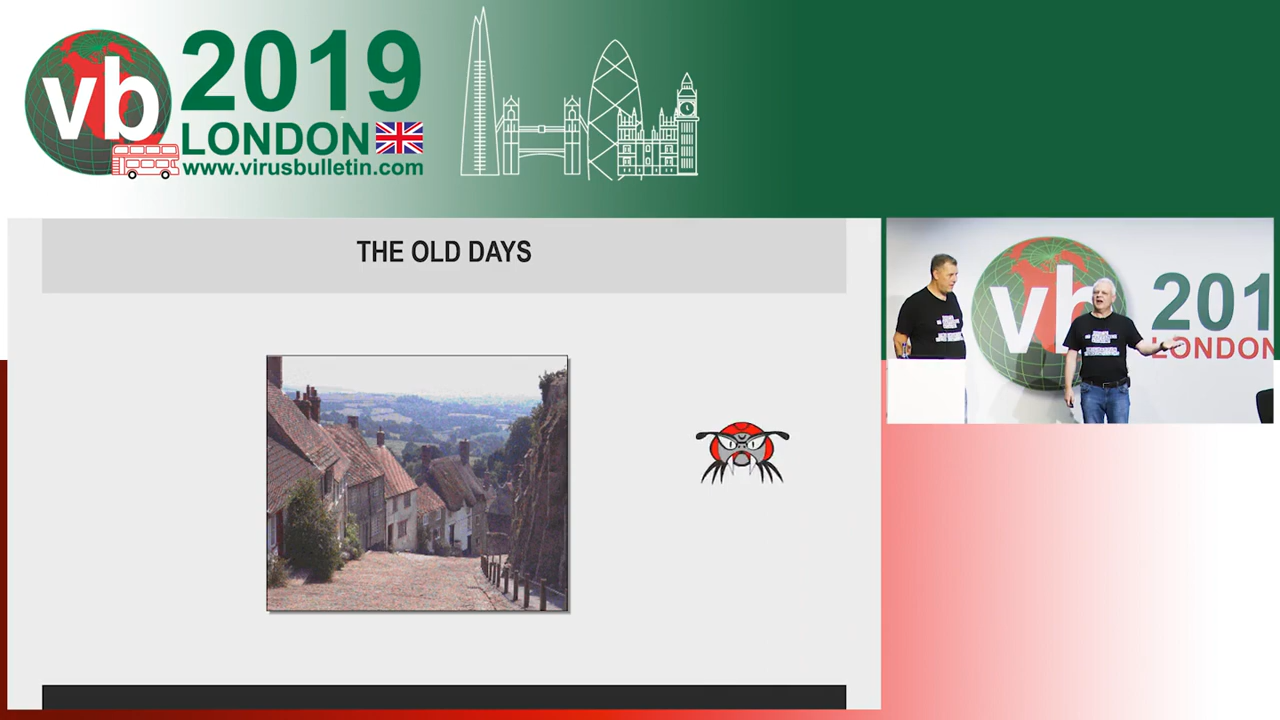 vb
2019
LONDON
www.virusbulletin.com
THE OLD DAYS
vb
201
LONDON